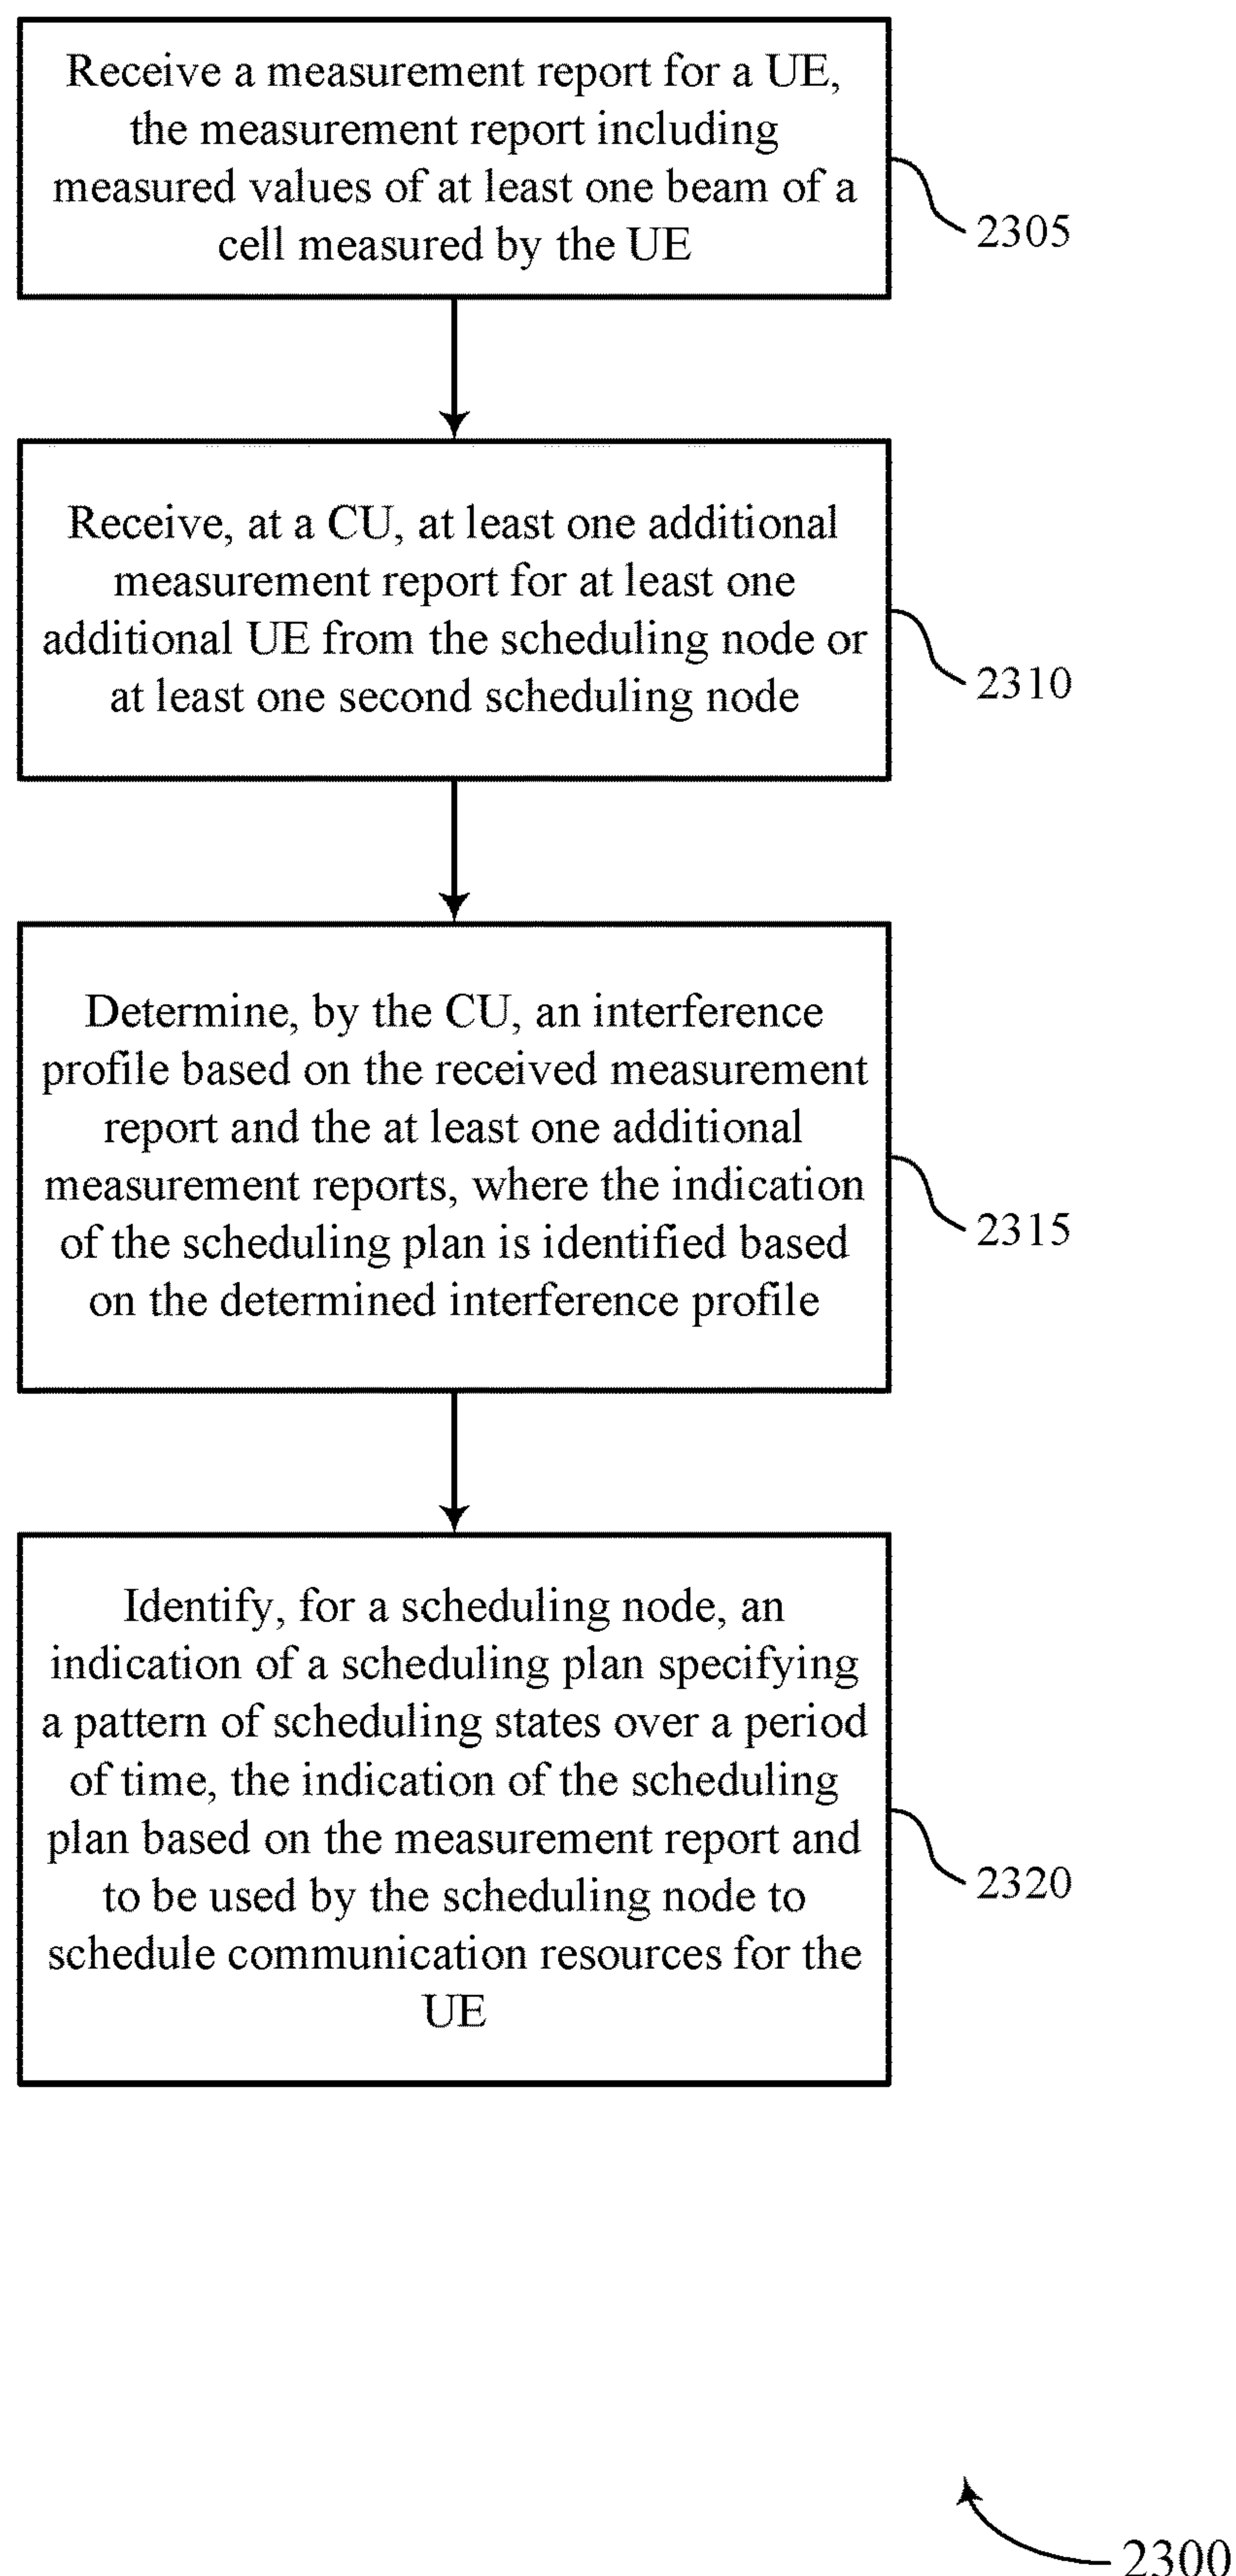 Receive a measurement report for a UE,
the measurement report including
measured values of at least one beam of a
cell measured by the UE
2305
Receive, at a CU, at least one additional
measurement report for at least one
additional UE from the scheduling node or
at least one second scheduling node
2310
Determine, by the CU, an interference
profile based on the received measurement
report and the at least one additional
measurement reports, where the indication
of the scheduling plan is identified based
on the determined interference profile
2315
Identify, for a scheduling node, an
indication of a scheduling plan specifying
a pattern of scheduling states over a period
of time, the indication of the scheduling
plan based on the measurement report and
to be used by the scheduling node to
schedule communication resources for the
UE
2320
2300